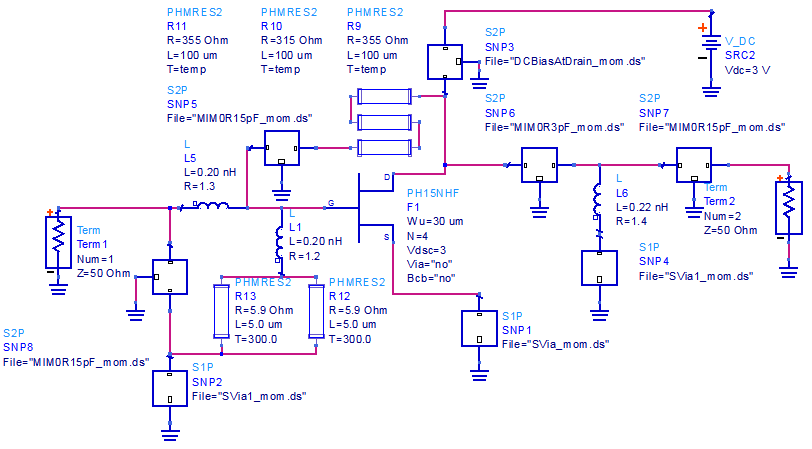 PHMRES2
R11
R=355 Ohm
L=100 um
T=temp
PHMRES2
R10
R=315 Ohm
L=100 um
T=temp
PHMRES2
R9
R=355 Ohm
L=100 um
T=temp
S2P
SNP3
File="DCBiasAtDrain_mom.ds"
V_DC
SRC2
Vdc=3 V
S2P
SNP5
File="MIM0R15pF_mom.ds"
S2P
SNP6
File="MIM0R3pF_mom.ds"
S2P
SNP7
File="MIM0R15pF_mom.ds"
L
L5
L=0.20 nH
R=1.3
D
G
S
PH15NHF
F1
Wu=30 um
N=4
Vdsc=3
Via="no"
Bcb="no"
L
L6
L=0.22 nH
R=1.4
Term
Term2
Num=2
Z=50 Ohm
Term
Term1
Num=1
Z=50 Ohm
L
L1
L=0.20 nH
R=1.2
S1P
SNP4
File="SVia1_mom.ds"
PHMRES2
R13
R=5.9 Ohm
L=5.0 um
T=300.0
PHMRES2
R12
R=5.9 Ohm
L=5.0 um
T=300.0
S1P
SNP1
File="SVia_mom.ds"
S2P
SNP8
File="MIM0R15pF_mom.ds"
S1P
SNP2
File="SVia1_mom.ds"